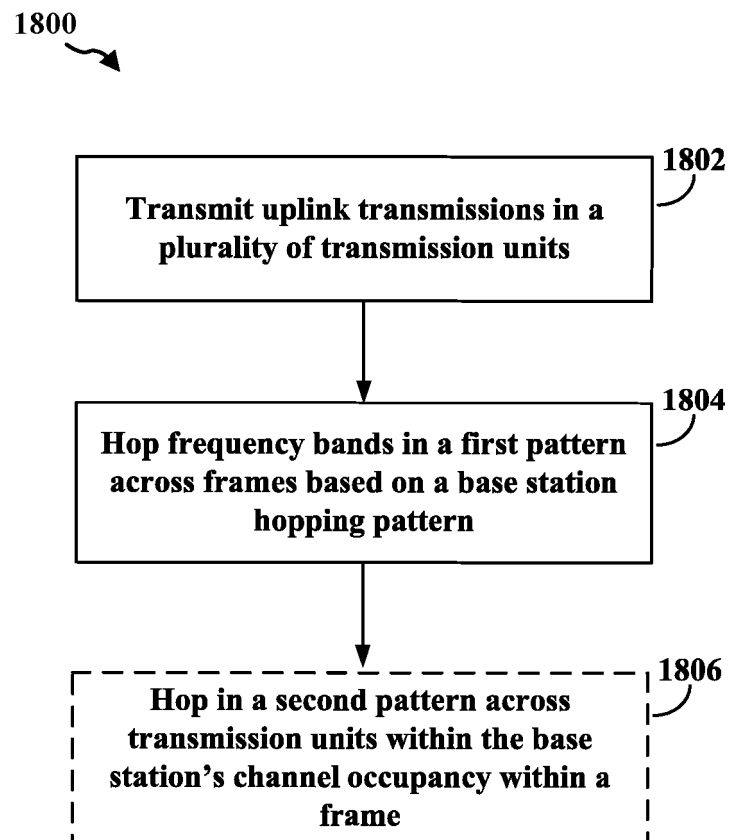 1800
1802
Transmit uplink transmissions in a
plurality of transmission units
1804
Hop frequency bands in a first pattern
across frames based on a base station
hopping pattern
1806
Hop in a second pattern across
transmission units within the base
station's channel occupancy within a
frame